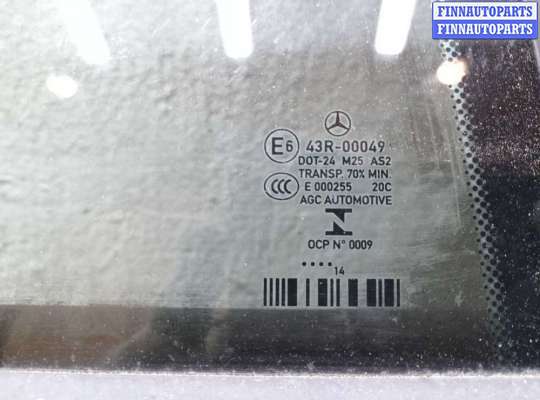 FINNAUTOPARTS
FINNAUTOPARTS
E6 43R-00049
DOT-24 M25 AS2
TRANSP. 70% MIN.
CCC E 000255 20C
AGC AUTOMOTIVE
N
OCP N° 0009
.... 14